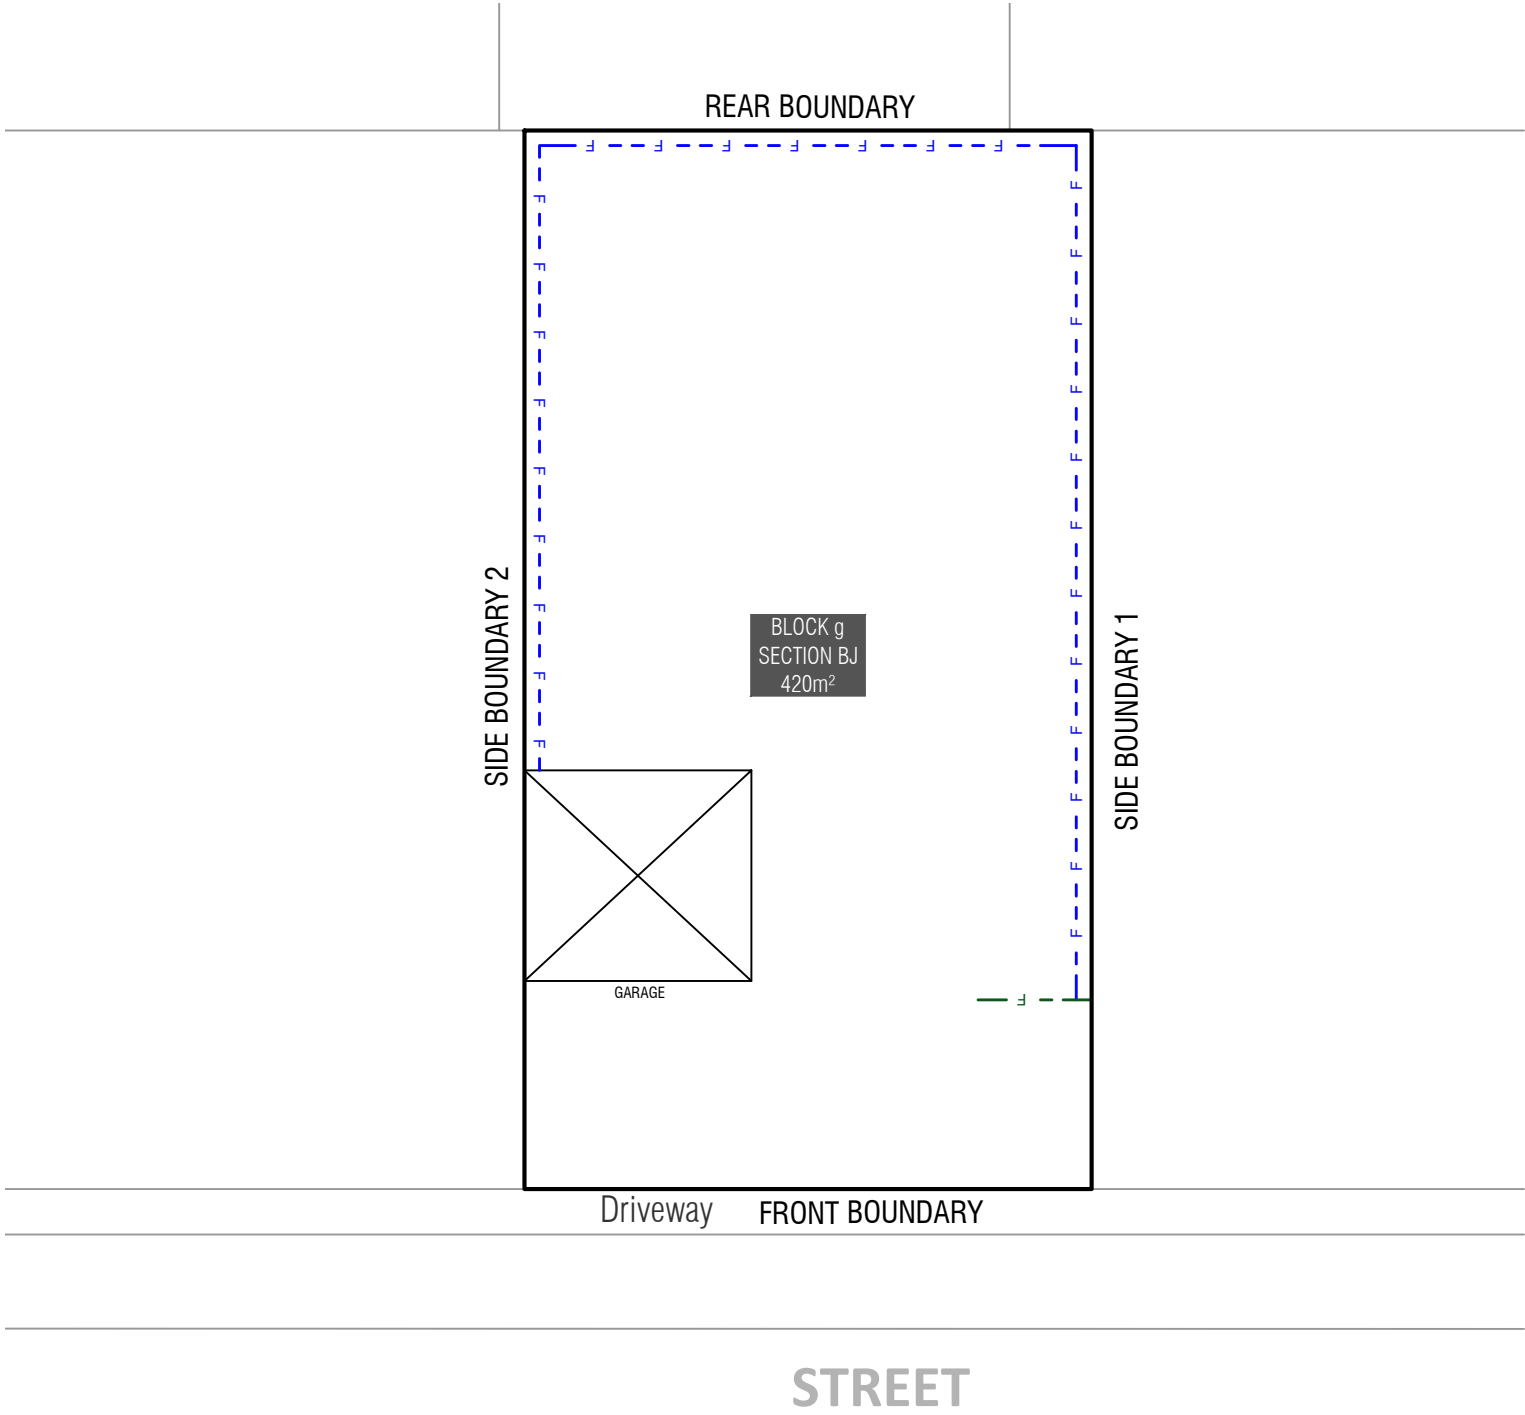 REAR BOUNDARY
F F F F F F F
F F F F F F F F F
F F F F F F F F F F F F
SIDE BOUNDARY 2
BLOCK g
SECTION BJ
420m²
SIDE BOUNDARY 1
GARAGE
F
Driveway
FRONT BOUNDARY
STREET